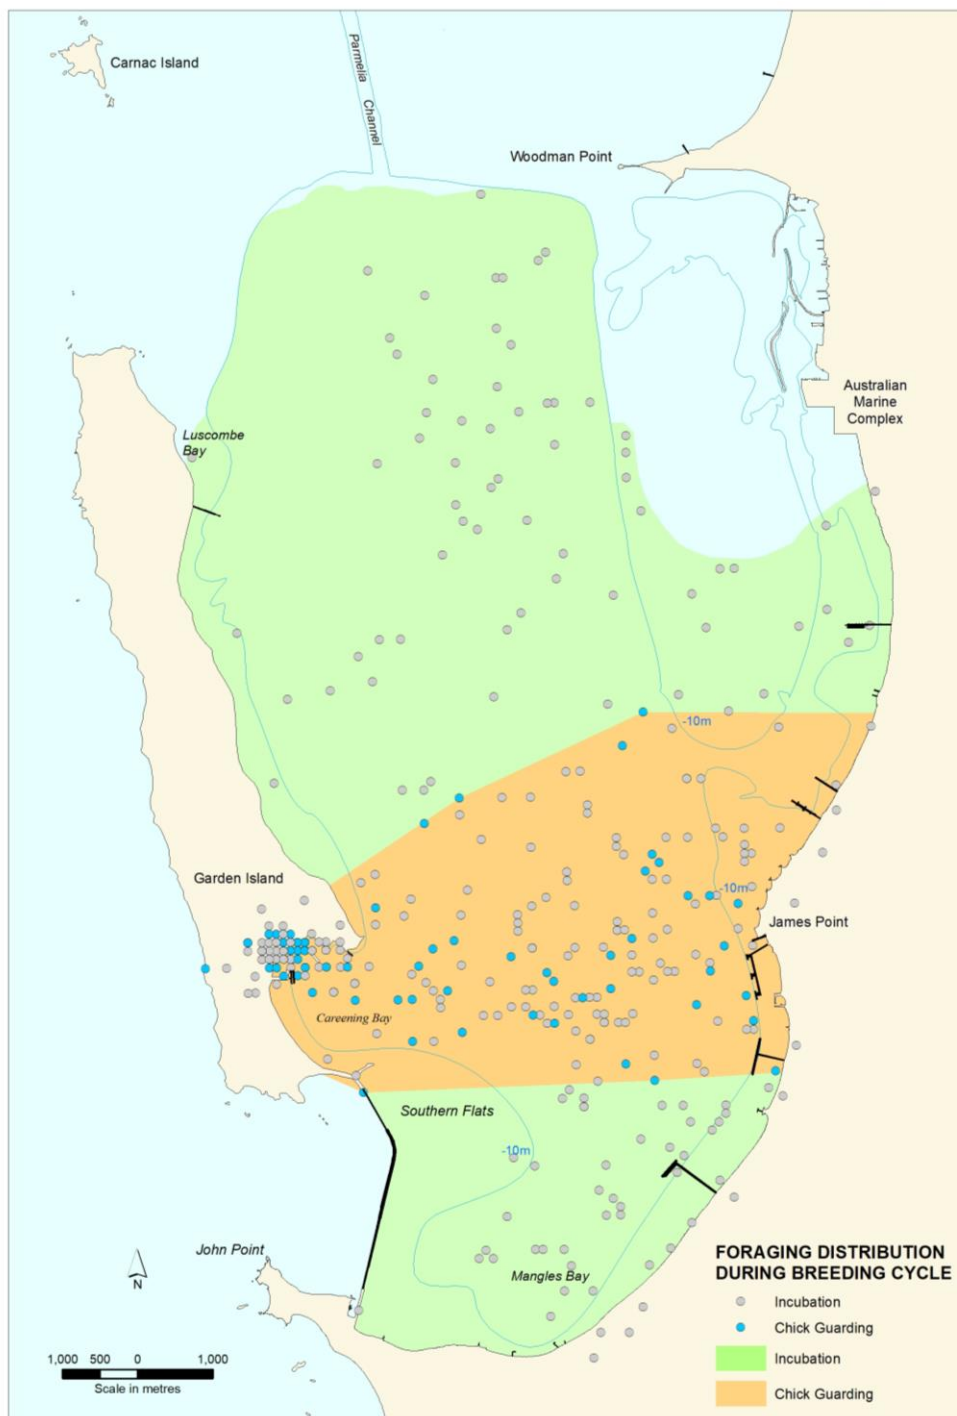 Carnac Island
Parmelia Channel
Woodman Point
Australian
Marine
Complex
Luscombe
Bay
-10m
Garden Island
-10m
James Point
Careening Bay
Southern Flats
-10m
John Point
Mangles Bay
N
1,000 500 0 1,000
Scale in metres
FORAGING DISTRIBUTION
DURING BREEDING CYCLE
Incubation
Chick Guarding
Incubation
Chick Guarding